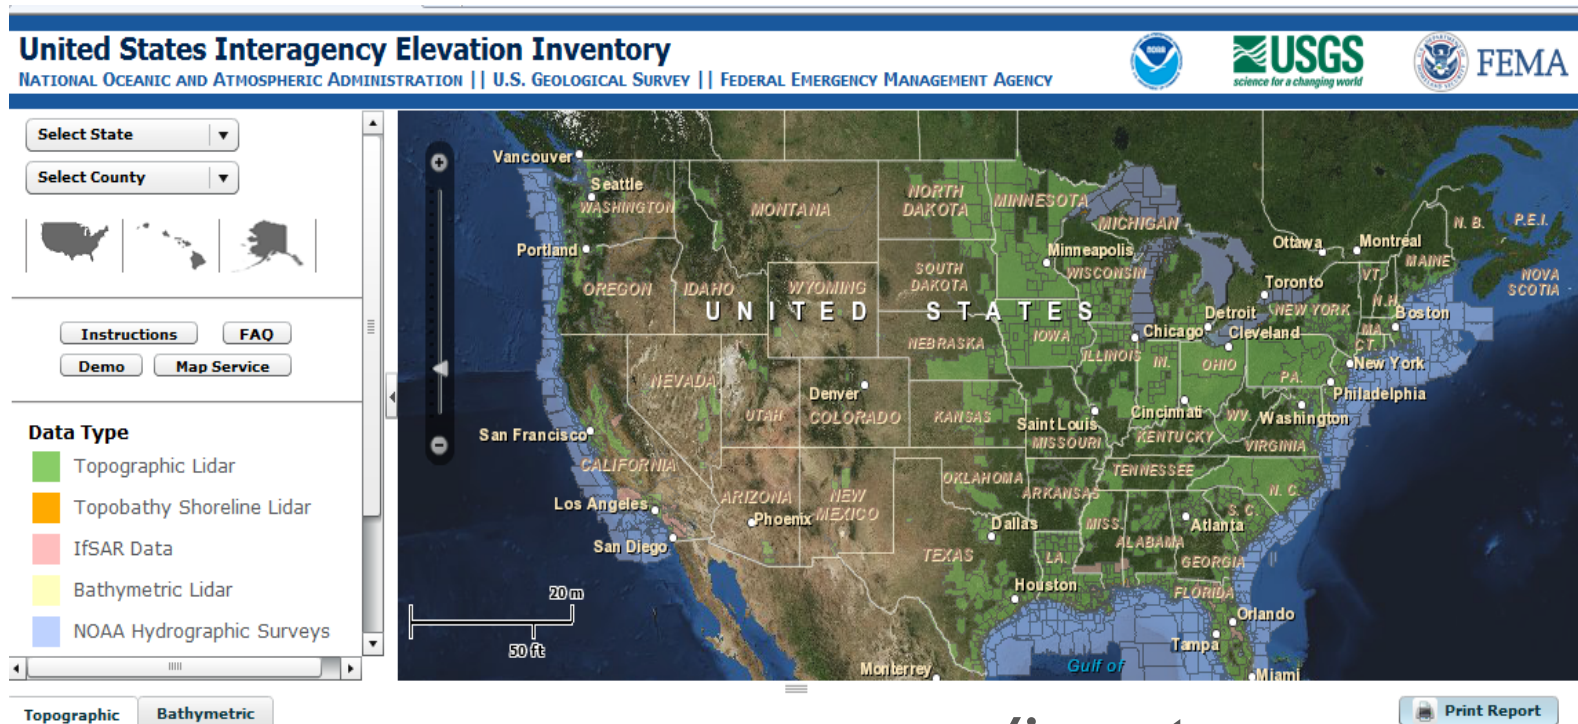 United States Interagency Elevation Inventory
NATIONAL OCEANIC AND ATMOSPHERIC ADMINISTRATION || U.S. GEOLOGICAL SURVEY || FEDERAL EMERGENCY MANAGEMENT AGENCY
NOAA
USGS
science for a changing world
FEMA
Select State
Select County
Instructions
FAQ
Demo
Map Service
Data Type
Topographic Lidar
Topobathy Shoreline Lidar
IfSAR Data
Bathymetric Lidar
NOAA Hydrographic Surveys
Vancouver
Seattle
WASHINGTON
MONTANA
NORTH
DAKOTA
MINNESOTA
MICHIGAN
Ottawa
Montreal
N. B.
P.E.I.
MAINE
NOVA
SCOTIA
Portland
OREGON
IDAHO
WYOMING
SOUTH
DAKOTA
Minneapolis
WISCONSIN
Toronto
VT.
N.H.
UNITED STATES
Detroit
NEW YORK
MA.
Boston
CT.
NEBRASKA
IOWA
Chicago
Cleveland
ILLINOIS
IN.
OHIO
PA.
New York
Philadelphia
NEVADA
UTAH
Denver
COLORADO
KANSAS
Saint Louis
MISSOURI
Cincinnati
WV.
Washington
KENTUCKY
VIRGINIA
San Francisco
CALIFORNIA
TENNESSEE
N. C.
Los Angeles
ARIZONA
Phoenix
NEW
MEXICO
OKLAHOMA
ARKANSAS
S. C.
Atlanta
San Diego
Dallas
MISS.
ALABAMA
TEXAS
LA.
GEORGIA
Houston
FLORIDA
Orlando
Tampa
Monterrey
Gulf of
Miami
20 m
50 ft
Topographic
Bathymetric
Print Report